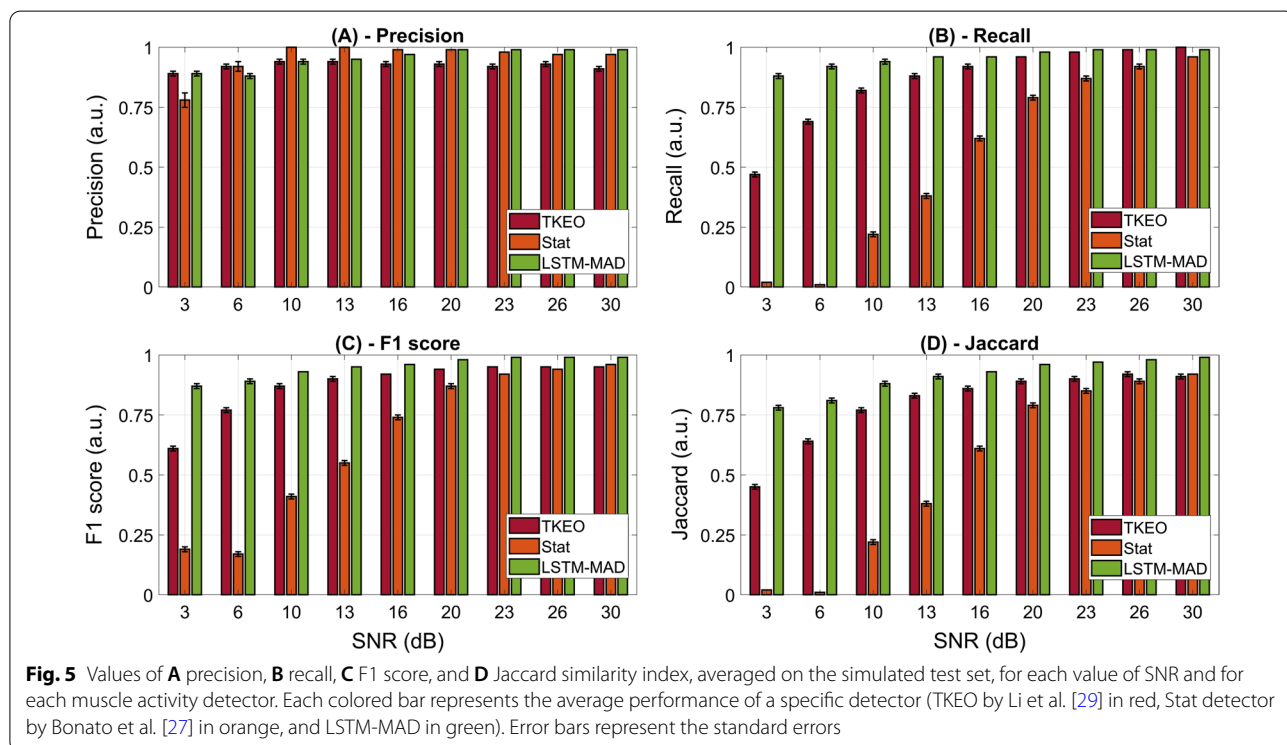 (A) - Precision
Precision (a.u.)
1
0.75
0.5
0.25
0
3 6 10 13 16 20 23 26 30
TKEO
Stat
LSTM-MAD
(B) - Recall
Recall (a.u.)
1
0.75
0.5
0.25
0
3 6 10 13 16 20 23 26 30
TKEO
Stat
LSTM-MAD
(C) - F1 score
F1 score (a.u.)
1
0.75
0.5
0.25
0
3 6 10 13 16 20 23 26 30
SNR (dB)
TKEO
Stat
LSTM-MAD
(D) - Jaccard
Jaccard (a.u.)
1
0.75
0.5
0.25
0
3 6 10 13 16 20 23 26 30
SNR (dB)
TKEO
Stat
LSTM-MAD
Fig. 5 Values of A precision, B recall, C F1 score, and D Jaccard similarity index, averaged on the simulated test set, for each value of SNR and for
each muscle activity detector. Each colored bar represents the average performance of a specific detector (TKEO by Li et al. [29] in red, Stat detector
by Bonato et al. [27] in orange, and LSTM-MAD in green). Error bars represent the standard errors